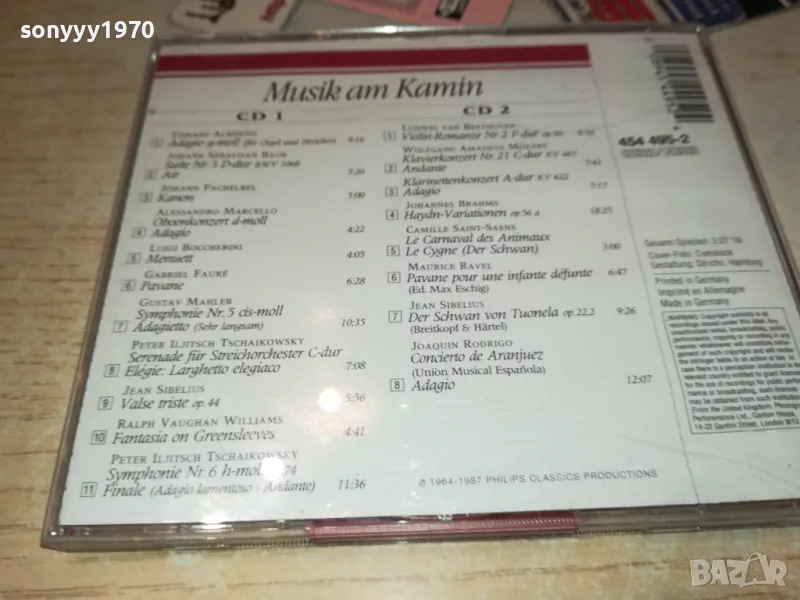 sonyyy1970
Musik am Kamin
CD 1
TOMASO ALBINONI
1 Adagio g-moll (für Orgel und Streicher)
JOHANN SEBASTIAN BACH
Suite Nr. 3 D-dur BWV 1068
2 Air 5:20
JOHANN PACHELBEL
3 Kanon 5:00
ALESSANDRO MARCELLO
Oboenkonzert d-moll
4 Adagio 4:22
LUIGI BOCCHERINI
5 Menuett 4:05
GABRIEL FAURÉ
6 Pavane 6:28
GUSTAV MAHLER
Symphonie Nr. 5 cis-moll
7 Adagietto (Sehr langsam) 10:35
PETER ILJITSCH TSCHAIKOWSKY
Serenade für Streichorchester C-dur
8 Elégie: Larghetto elegiaco 7:08
JEAN SIBELIUS
9 Valse triste op. 44 5:56
RALPH VAUGHAN WILLIAMS
10 Fantasia on Greensleeves 4:41
PETER ILJITSCH TSCHAIKOWSKY
Symphonie Nr. 6 h-moll 74
11 Finale (Adagio lamentoso - Andante) 11:36
CD 2
LUDWIG VAN BEETHOVEN
1 Violin-Romanze Nr. 2 F-dur op. 50
WOLFGANG AMADEUS MOZART
Klavierkonzert Nr. 21 C-dur KV 467
2 Andante
Klarinettenkonzert A-dur KV 622
3 Adagio
JOHANNES BRAHMS
4 Haydn-Variationen op. 56 a 18:25
CAMILLE SAINT-SAENS
Le Carnaval des Animaux
5 Le Cygne (Der Schwan) 3:00
MAURICE RAVEL
6 Pavane pour une infante défunte 6:47
(Ed. Max Eschig)
JEAN SIBELIUS
7 Der Schwan von Tuonela op. 22,2 9:26
(Breitkopf & Härtel)
JOAQUIN RODRIGO
Concierto de Aranjuez
(Unión Musical Española)
8 Adagio 12:07
℗ 1964-1987 PHILIPS CLASSICS PRODUCTIONS
454 495-2
Cover-Foto: Comstock
Printed in Germany
Imprimé en Allemagne
Made in Germany
BAZAR